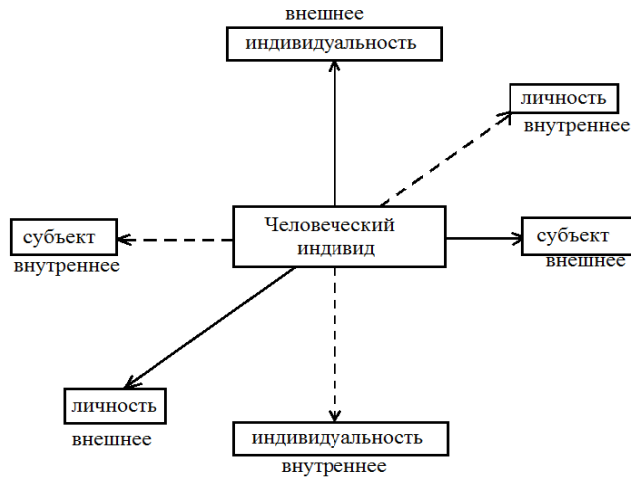 внешнее
индивидуальность
личность
внутреннее
Человеческий
индивид
субъект
внутреннее
субъект
внешнее
личность
внешнее
индивидуальность
внутреннее